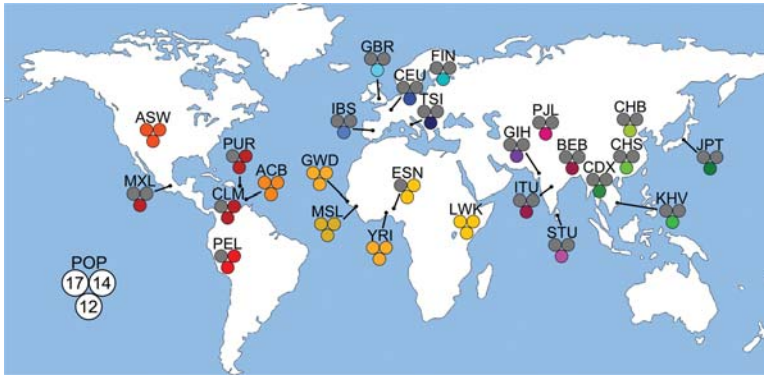 GBR
FIN
CEU
TSI
IBS
ASW
PUR
MXL
CLM
ACB
GWD
ESN
MSL
YRI
LWK
PEL
GIH
PJL
BEB
CHB
CHS
CDX
JPT
ITU
STU
KHV
POP
17 14
12